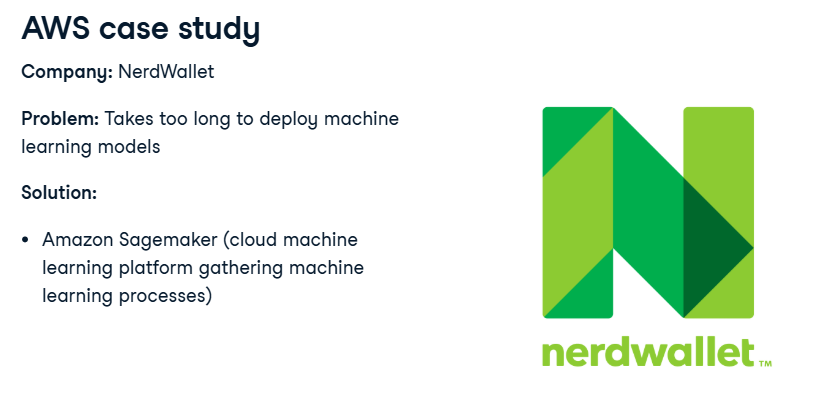 AWS case study
Company: NerdWallet
Problem: Takes too long to deploy machine
learning models
Solution:
• Amazon Sagemaker (cloud machine
learning platform gathering machine
learning processes)
nerdwallet™